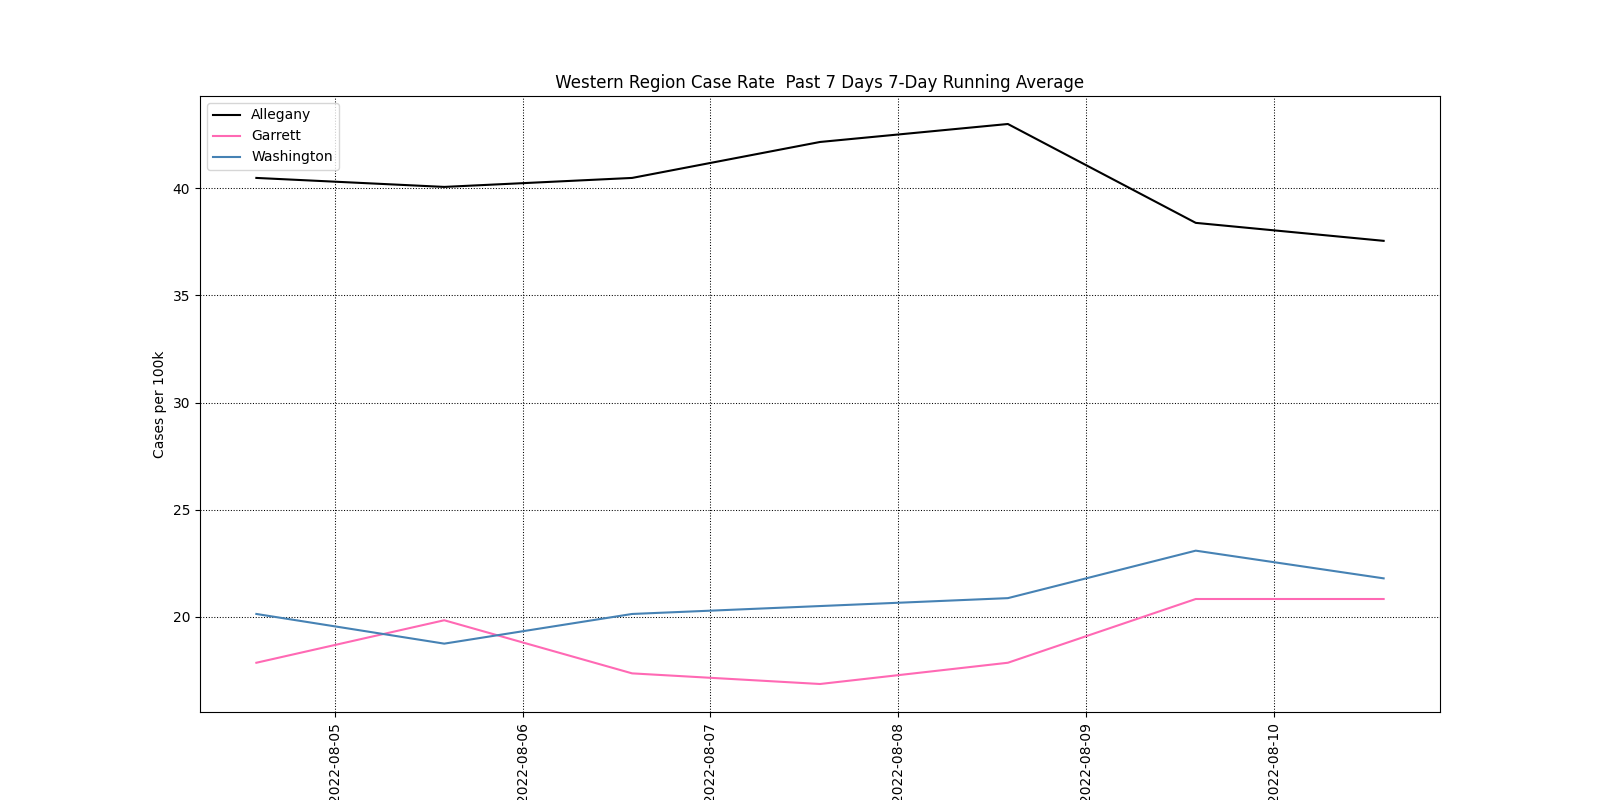 Western Region Case Rate  Past 7 Days 7-Day Running Average
Allegany
Garrett
Washington
40
35
30
25
20
Cases per 100k
2022-08-05
2022-08-06
2022-08-07
2022-08-08
2022-08-09
2022-08-10